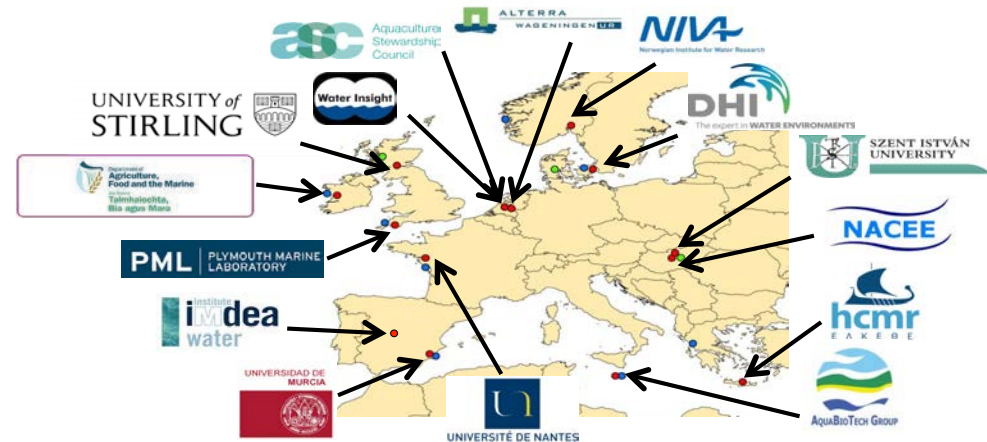 asc
Aquaculture
Stewardship
Council
ALTERRA
WAGENINGEN UR
NIVA
Norwegian Institute for Water Research
UNIVERSITY of
STIRLING
Water Insight
DHI
The expert in WATER ENVIRONMENTS
SZENT ISTVÁN
UNIVERSITY
Department of
Agriculture,
Food and the Marine
Talmhaíochta,
Bia agus Mara
NACEE
PML
PLYMOUTH MARINE
LABORATORY
institute
imdea
water
hcmr
ΕΛΚΕΘΕ
UNIVERSIDAD DE
MURCIA
UNIVERSITÉ DE NANTES
AQUABIOTECH GROUP